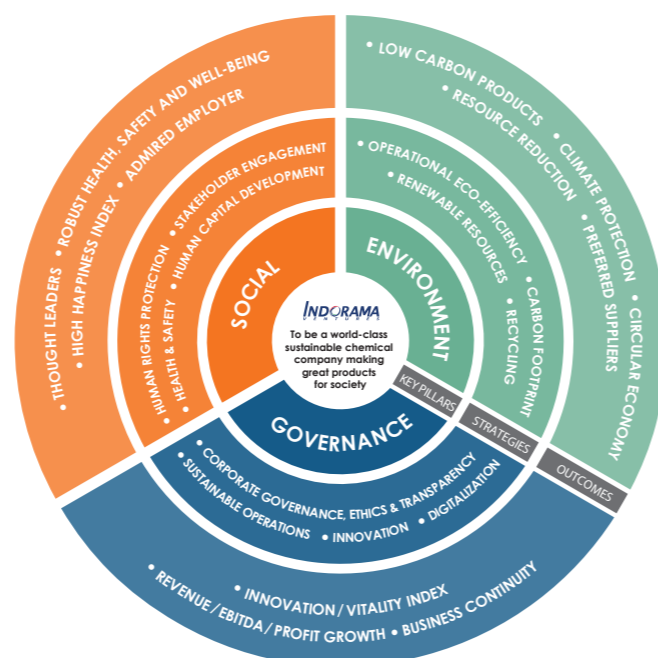 INDORAMA
VENTURES
To be a world-class
sustainable chemical
company making
great products
for society
SOCIAL
• HUMAN RIGHTS PROTECTION • STAKEHOLDER ENGAGEMENT
• HEALTH & SAFETY • HUMAN CAPITAL DEVELOPMENT
• THOUGHT LEADERS • ROBUST HEALTH, SAFETY AND WELL-BEING
• HIGH HAPPINESS INDEX • ADMIRED EMPLOYER
ENVIRONMENT
• OPERATIONAL ECO-EFFICIENCY • CARBON FOOTPRINT
• RENEWABLE RESOURCES • RECYCLING
• LOW CARBON PRODUCTS • CLIMATE PROTECTION • CIRCULAR ECONOMY
• RESOURCE REDUCTION • PREFERRED SUPPLIERS
KEY PILLARS
STRATEGIES
OUTCOMES
GOVERNANCE
• CORPORATE GOVERNANCE, ETHICS & TRANSPARENCY
• SUSTAINABLE OPERATIONS • INNOVATION • DIGITALIZATION
• INNOVATION / VITALITY INDEX
• REVENUE / EBITDA / PROFIT GROWTH • BUSINESS CONTINUITY